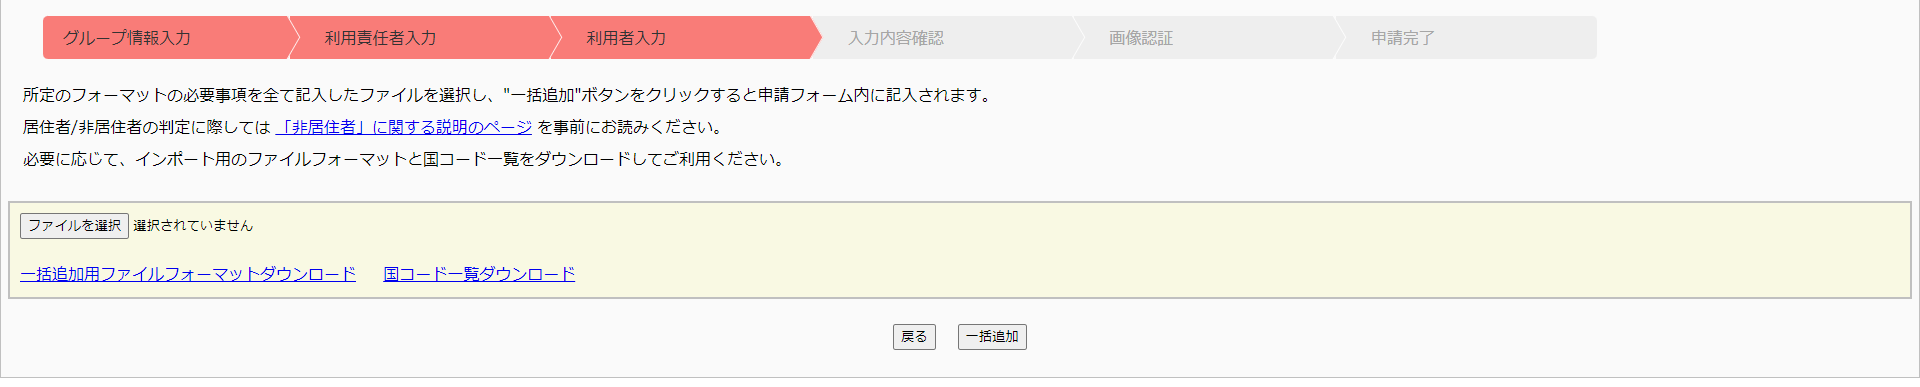 グループ情報入力 利用責任者入力 利用者入力 入力内容確認 画像認証 申請完了
所定のフォーマットの必要事項を全て記入したファイルを選択し、"一括追加"ボタンをクリックすると申請フォーム内に記入されます。
居住者/非居住者の判定に際しては 「非居住者」に関する説明のページ を事前にお読みください。
必要に応じて、インポート用のファイルフォーマットと国コード一覧をダウンロードしてご利用ください。
ファイルを選択 選択されていません
一括追加用ファイルフォーマットダウンロード 国コード一覧ダウンロード
戻る 一括追加